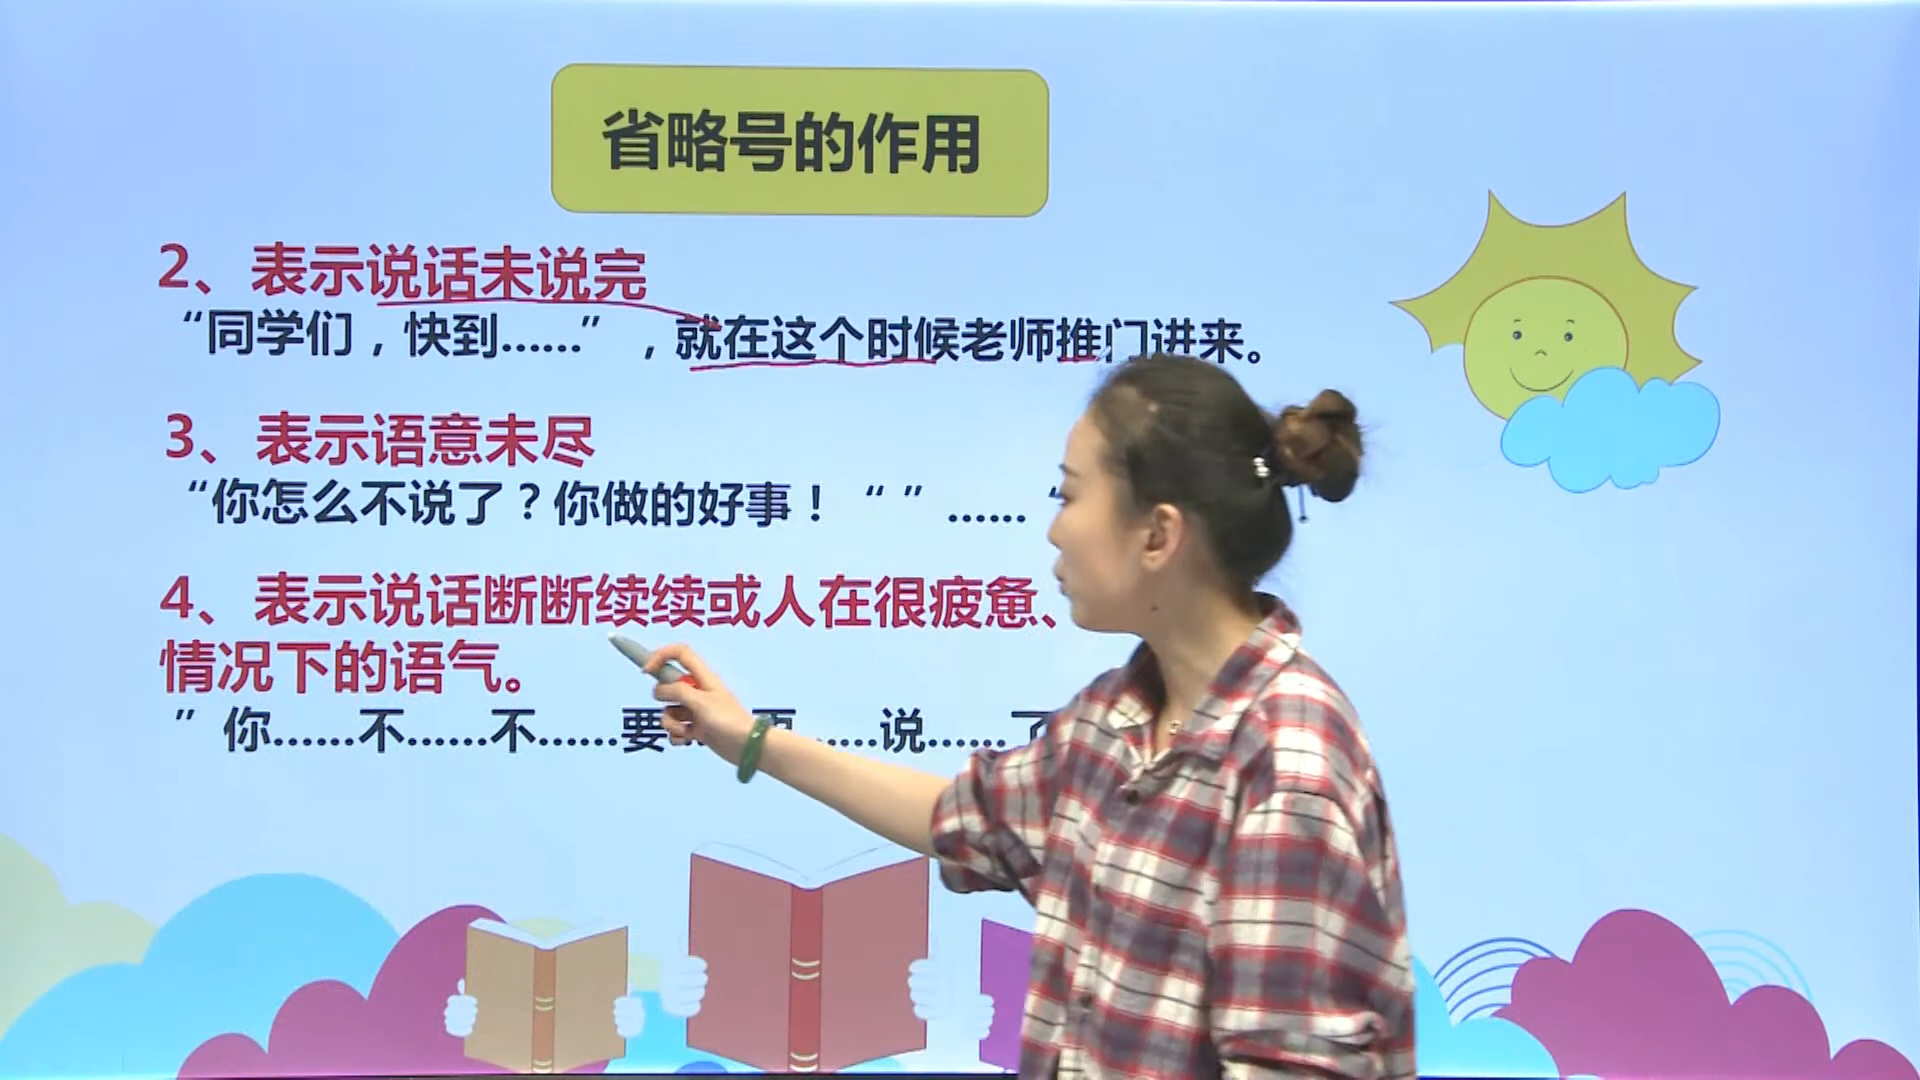 省略号的作用
2、表示说话未说完
“同学们，快到……”，就在这个时候老师推门进来。
3、表示语意未尽
“你怎么不说了？你做的好事！“ ”……“
4、表示说话断断续续或人在很疲惫、
情况下的语气。
”你……不……不……要……再……说……了